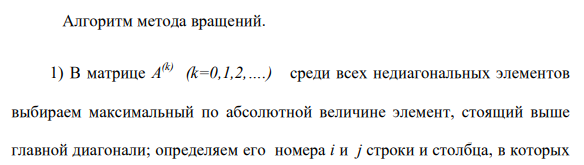 Алгоритм метода вращений.
1) В матрице A^(k) (k=0,1,2,….) среди всех недиагональных элементов
выбираем максимальный по абсолютной величине элемент, стоящий выше
главной диагонали; определяем его номера i и j строки и столбца, в которых